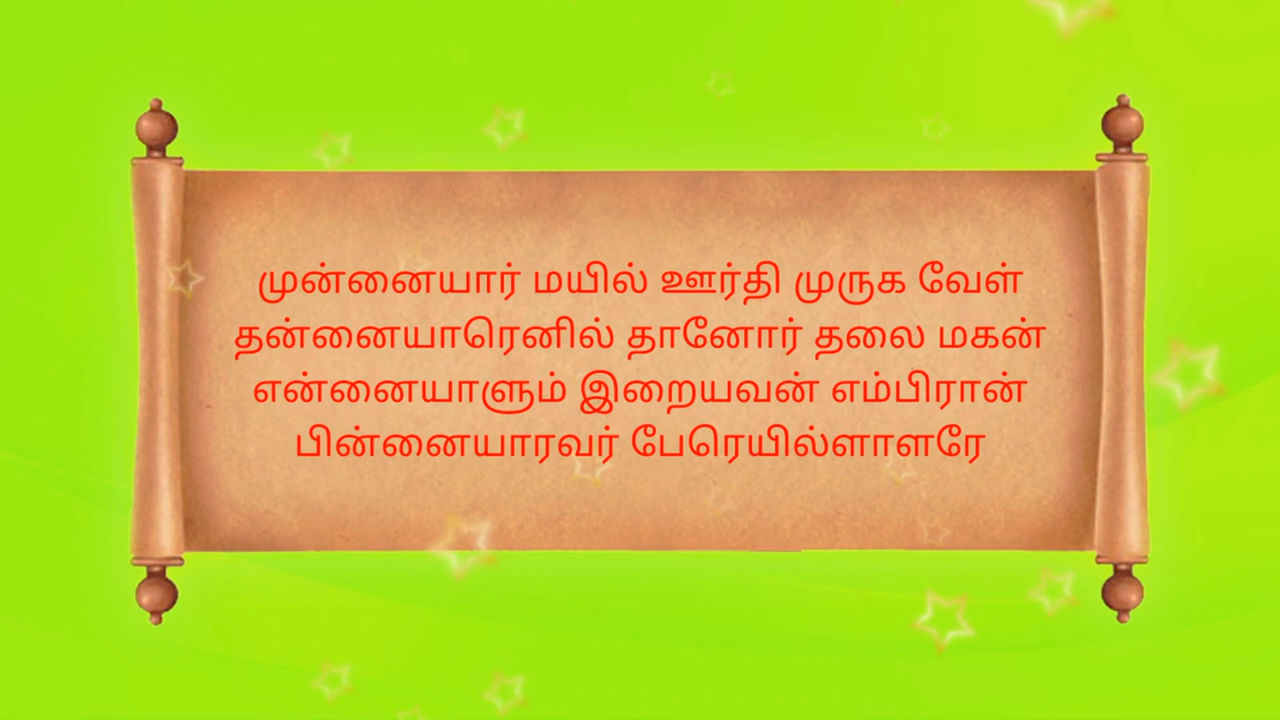 முன்னையார் மயில் ஊர்தி முருக வேள்
தன்னையாரெனில் தானோர் தலை மகன்
என்னையாளும் இறையவன் எம்பிரான்
பின்னையாரவர் பேரெயில்ளாளரே